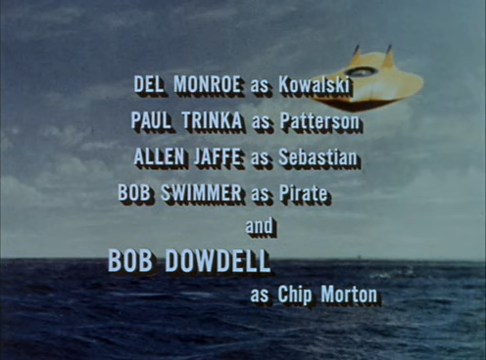 DEL MONROE as Kowalski
PAUL TRINKA as Patterson
ALLEN JAFFE as Sebastian
BOB SWIMMER as Pirate
and
BOB DOWDELL
as Chip Morton